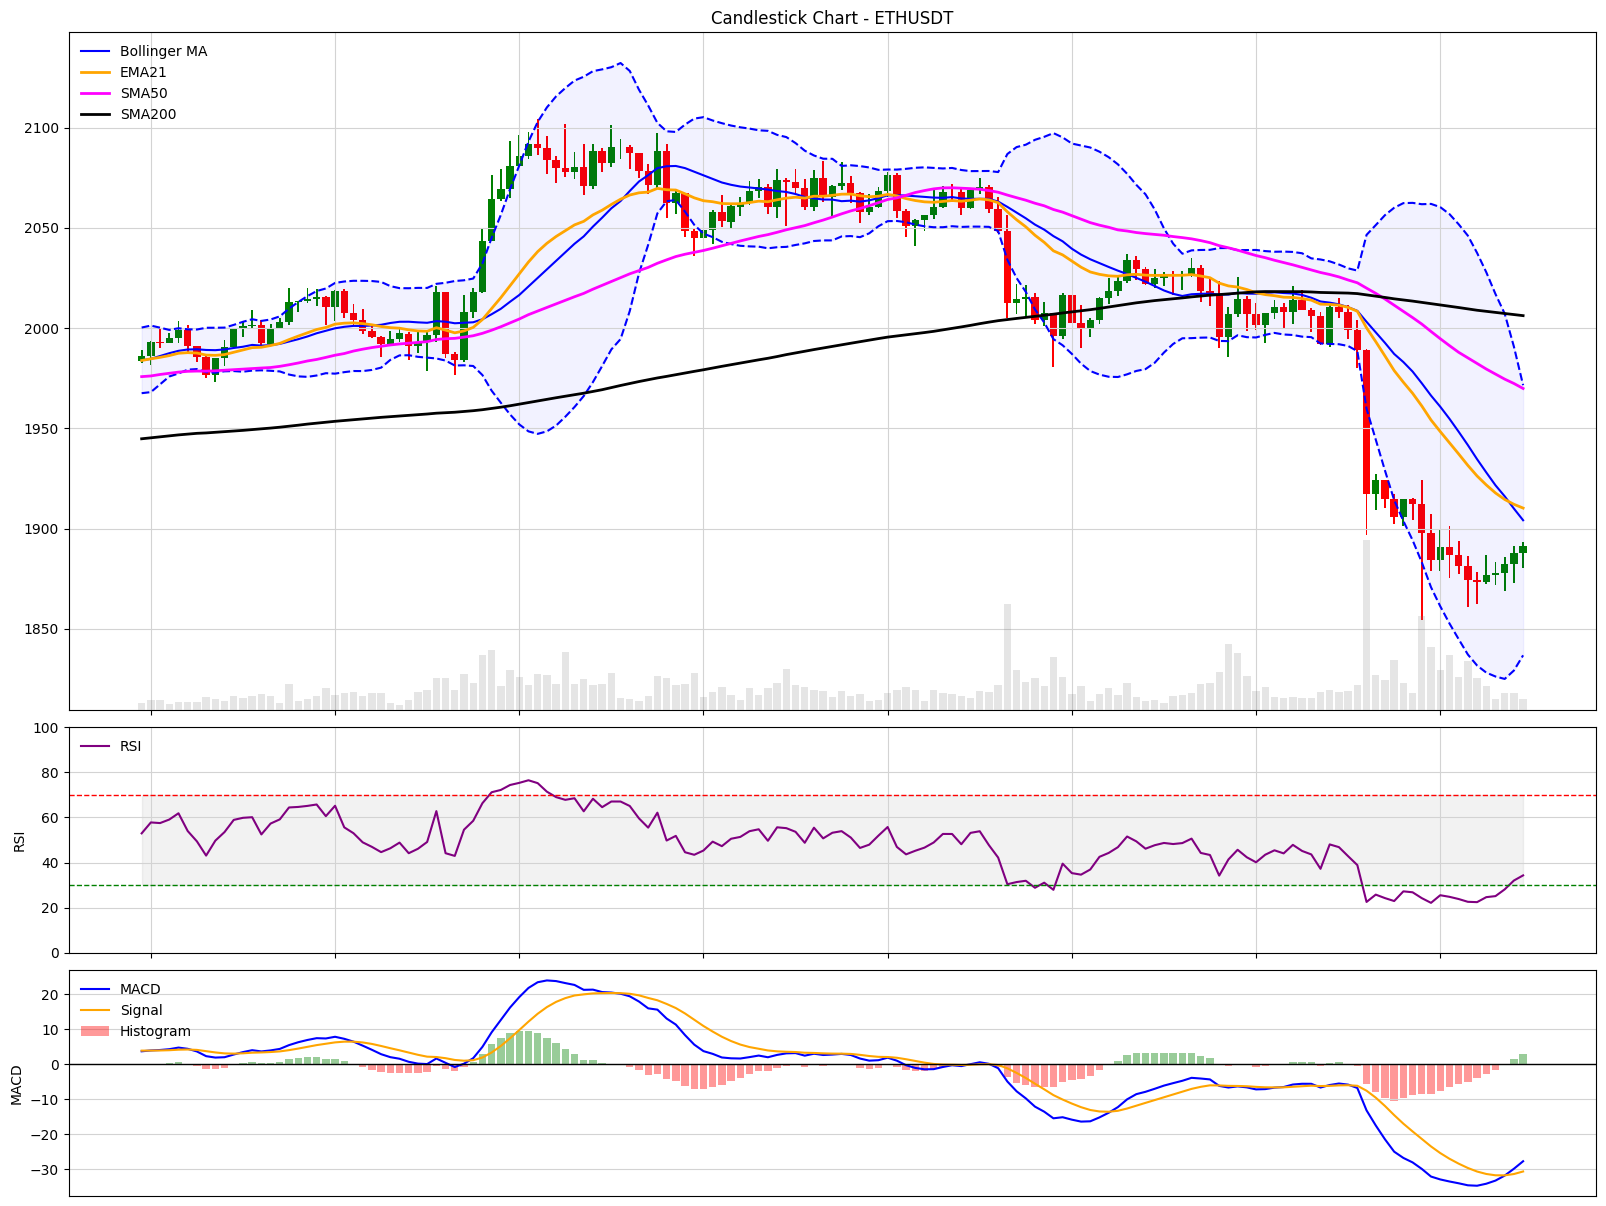 Candlestick Chart - ETHUSDT
Bollinger MA
EMA21
SMA50
SMA200
2100
2050
2000
1950
1900
1850
RSI
100
80
60
40
20
0
RSI
MACD
Signal
Histogram
20
10
0
−10
−20
−30
MACD